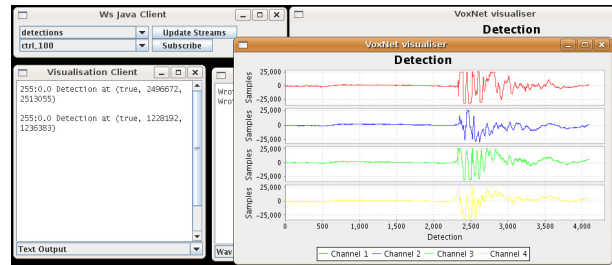 Ws Java Client
detections
Update Streams
ctrl_100
Subscribe
Visualisation Client
255:0.0 Detection at (true, 2496672,
2513055)
255:0.0 Detection at (true, 1228192,
1236383)
Text Output
Wro
Wro
Wav
VoxNet visualiser
Detection
VoxNet visualiser
Detection
Samples
25,000
0
-25,000
Samples
25,000
0
-25,000
Samples
25,000
0
-25,000
Samples
25,000
0
-25,000
0 500 1,000 1,500 2,000 2,500 3,000 3,500 4,000
Detection
Channel 1 Channel 2 Channel 3 Channel 4